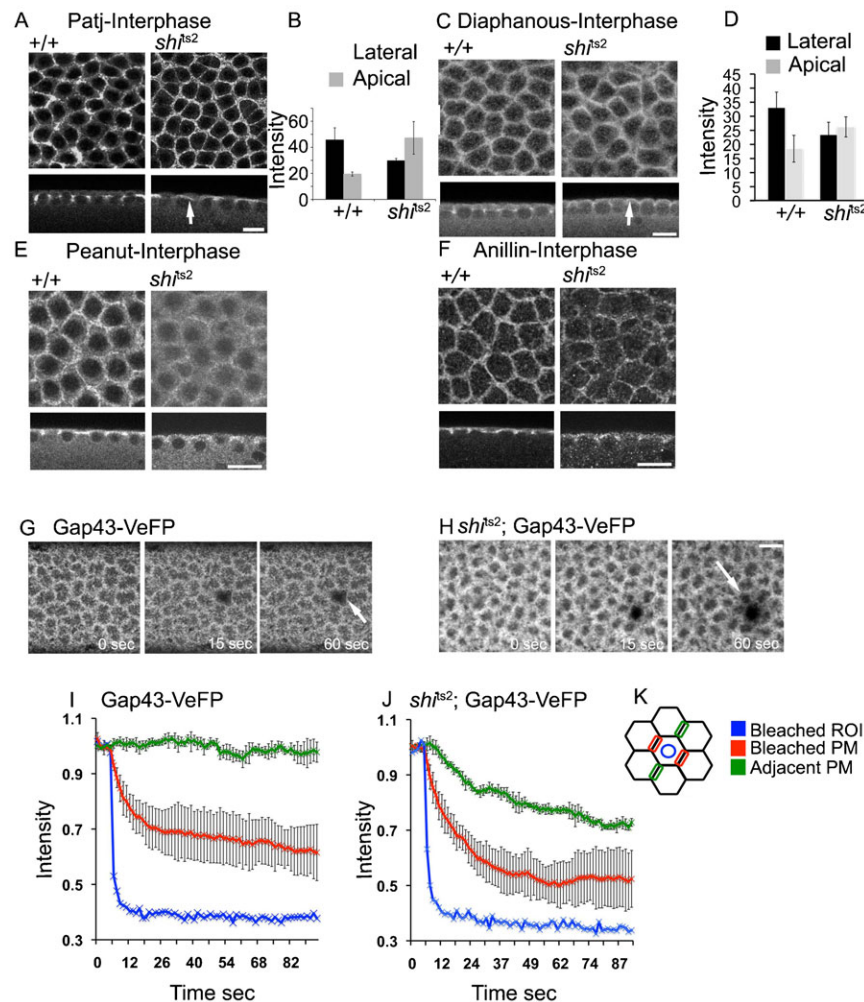 A Patj-Interphase
+/+ shits2
B
Lateral
Apical
Intensity
60
40
20
0
+/+ shits2
C Diaphanous-Interphase
+/+ shits2
D
Lateral
Apical
Intensity
45
40
35
30
25
20
15
10
5
0
+/+ shits2
E Peanut-Interphase
+/+ shits2
F Anillin-Interphase
+/+ shits2
G Gap43-VeFP
0 sec 15 sec 60 sec
H shits2; Gap43-VeFP
0 sec 15 sec 60 sec
I Gap43-VeFP
Intensity
1.1
0.9
0.7
0.5
0.3
0 12 26 40 54 68 82
Time sec
J shits2; Gap43-VeFP
Intensity
1.1
0.9
0.7
0.5
0.3
0 12 24 37 49 62 74 87
Time sec
K
Bleached ROI
Bleached PM
Adjacent PM